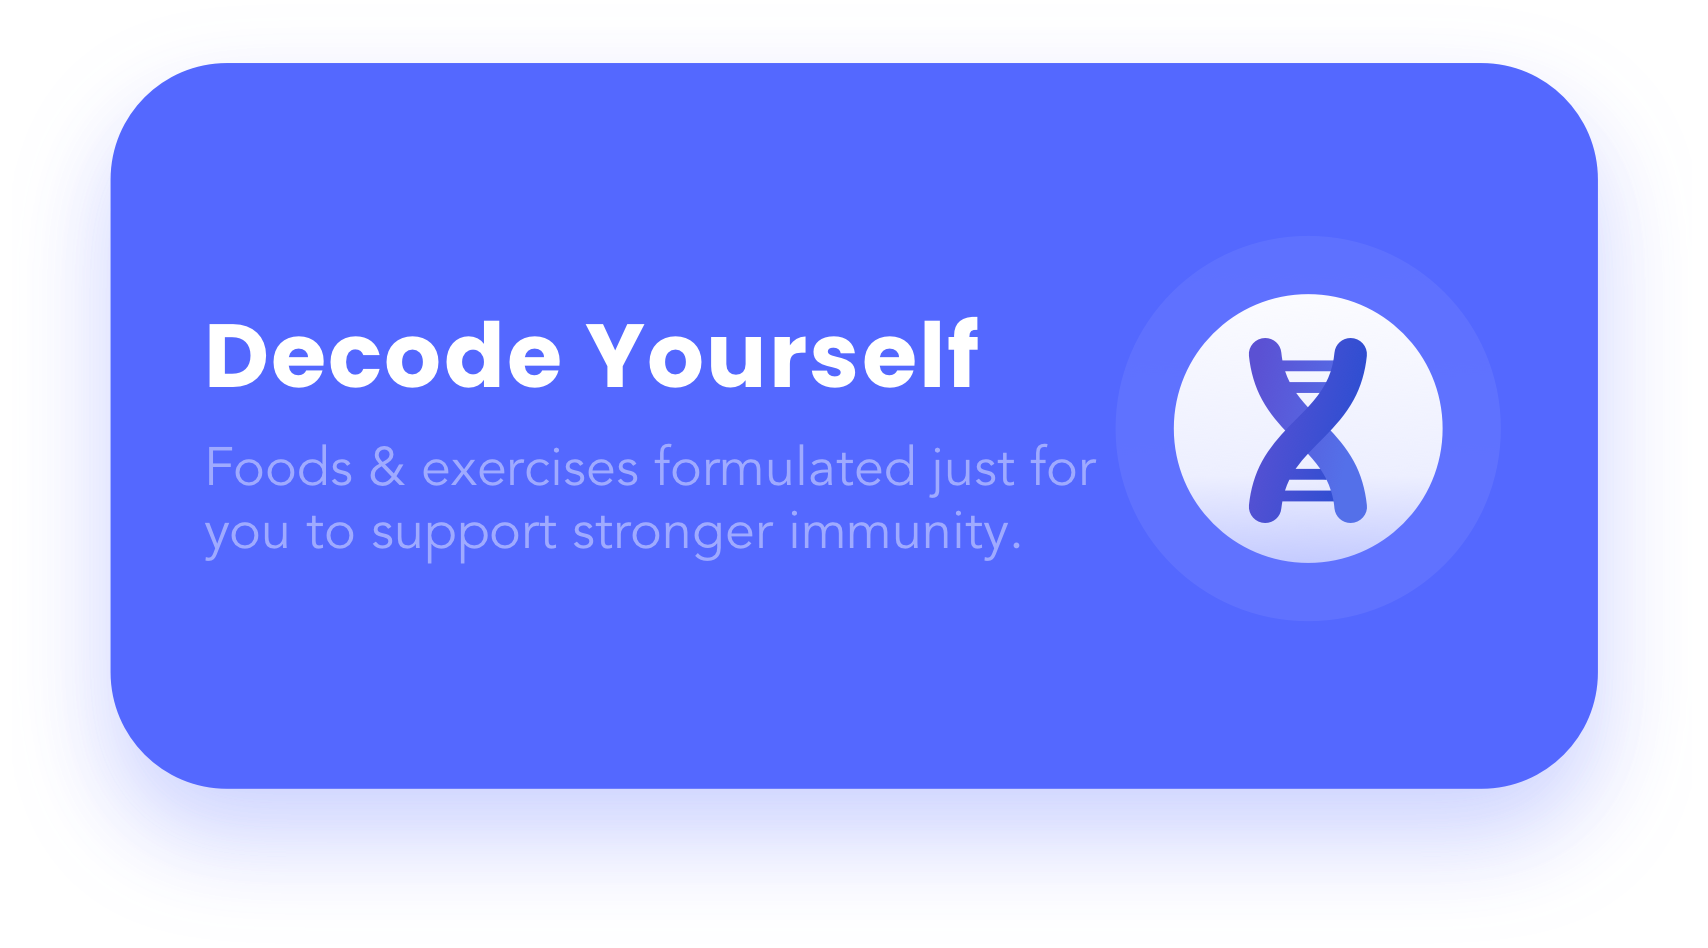 Decode Yourself
Foods & exercises formulated just for
you to support stronger immunity.